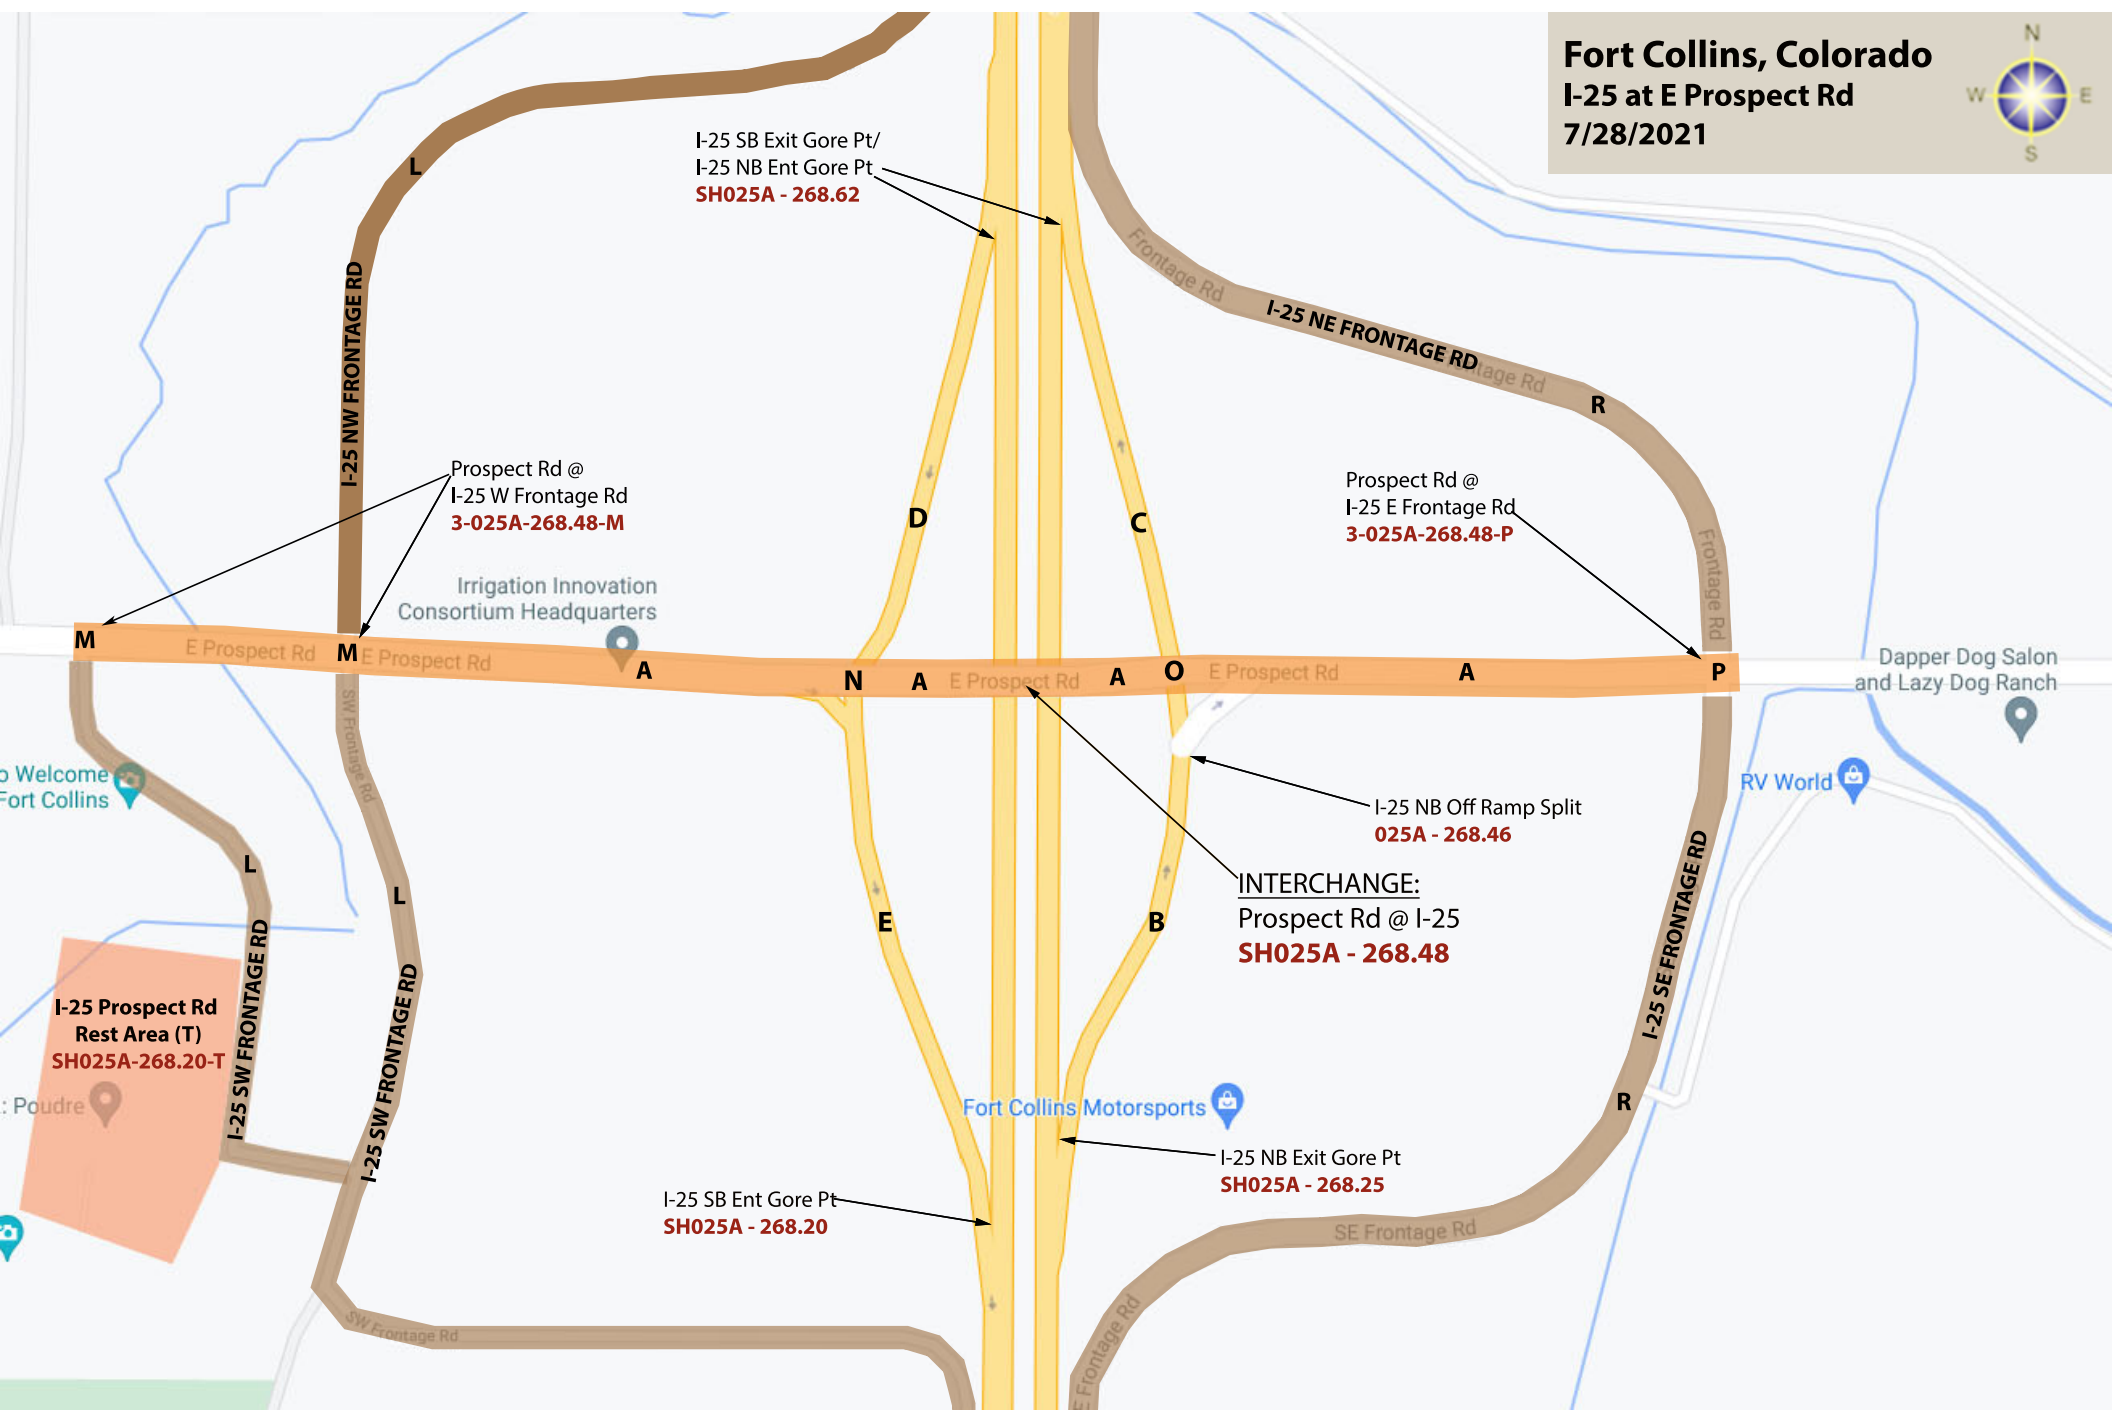 Fort Collins, Colorado
I-25 at E Prospect Rd
7/28/2021
N
W
E
S
I-25 SB Exit Gore Pt/
I-25 NB Ent Gore Pt
SH025A - 268.62
L
I-25 NW FRONTAGE RD
Frontage Rd
I-25 NE FRONTAGE RD
R
Prospect Rd @
I-25 W Frontage Rd
3-025A-268.48-M
D
C
Prospect Rd @
I-25 E Frontage Rd
3-025A-268.48-P
Frontage Rd
Irrigation Innovation
Consortium Headquarters
M
E Prospect Rd
M
E Prospect Rd
A
N
A
E Prospect Rd
A
O
E Prospect Rd
A
P
Dapper Dog Salon
and Lazy Dog Ranch
SW Frontage Rd
Welcome
Fort Collins
RV World
I-25 NB Off Ramp Split
025A - 268.46
L
L
E
B
INTERCHANGE:
Prospect Rd @ I-25
SH025A - 268.48
I-25 SE FRONTAGE RD
I-25 Prospect Rd
Rest Area (T)
SH025A-268.20-T
I-25 SW FRONTAGE RD
I-25 SW FRONTAGE RD
: Poudre
Fort Collins Motorsports
R
I-25 NB Exit Gore Pt
SH025A - 268.25
I-25 SB Ent Gore Pt
SH025A - 268.20
SE Frontage Rd
SW Frontage Rd
E Frontage Rd